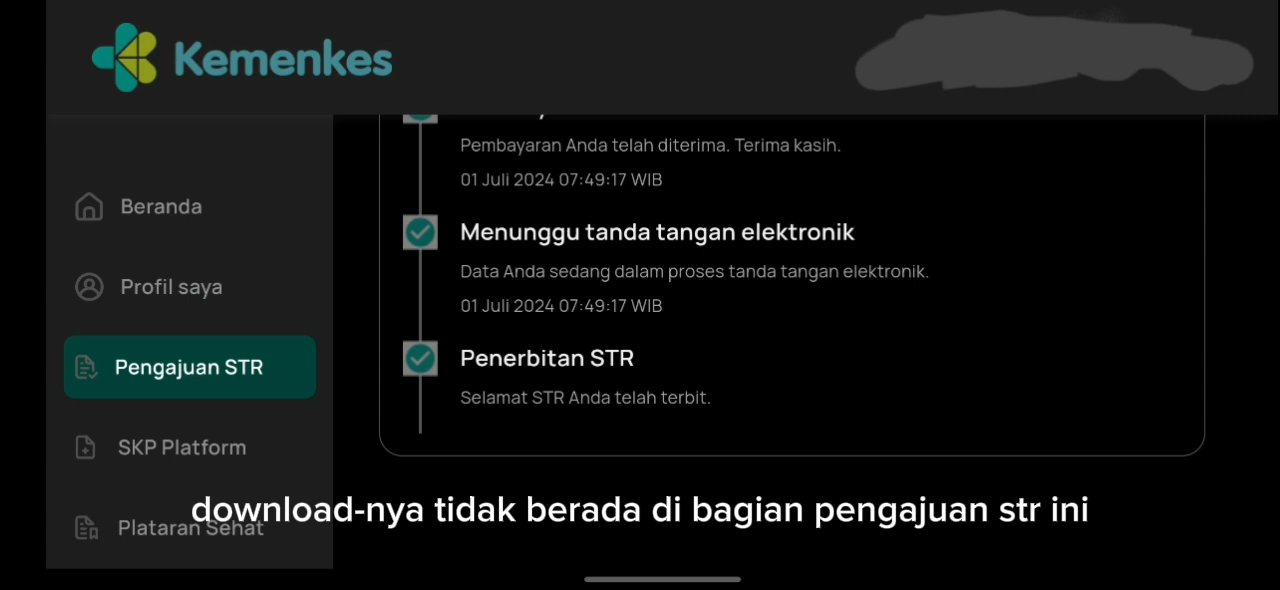 Kemenkes
Pembayaran Anda telah diterima. Terima kasih.
01 Juli 2024 07:49:17 WIB
Beranda
Menunggu tanda tangan elektronik
Data Anda sedang dalam proses tanda tangan elektronik.
Profil saya
01 Juli 2024 07:49:17 WIB
Pengajuan STR
Penerbitan STR
Selamat STR Anda telah terbit.
SKP Platform
download-nya tidak berada di bagian pengajuan str ini
Plataran Sehat